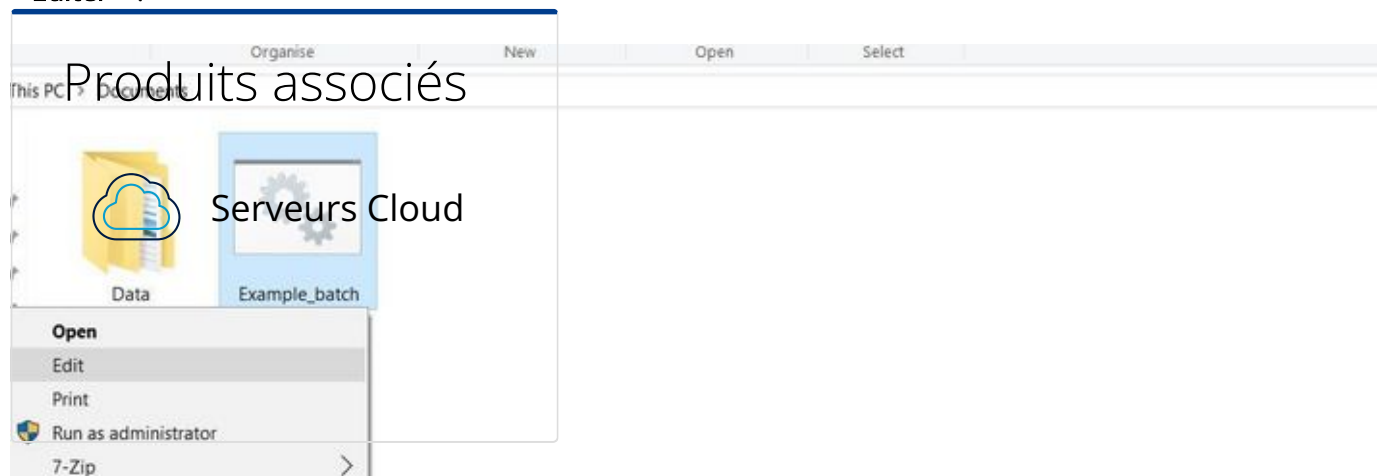 Organise New Open Select
Produits associés
This PC > Documents
Serveurs Cloud
Data Example_batch
Open
Edit
Print
Run as administrator
7-Zip